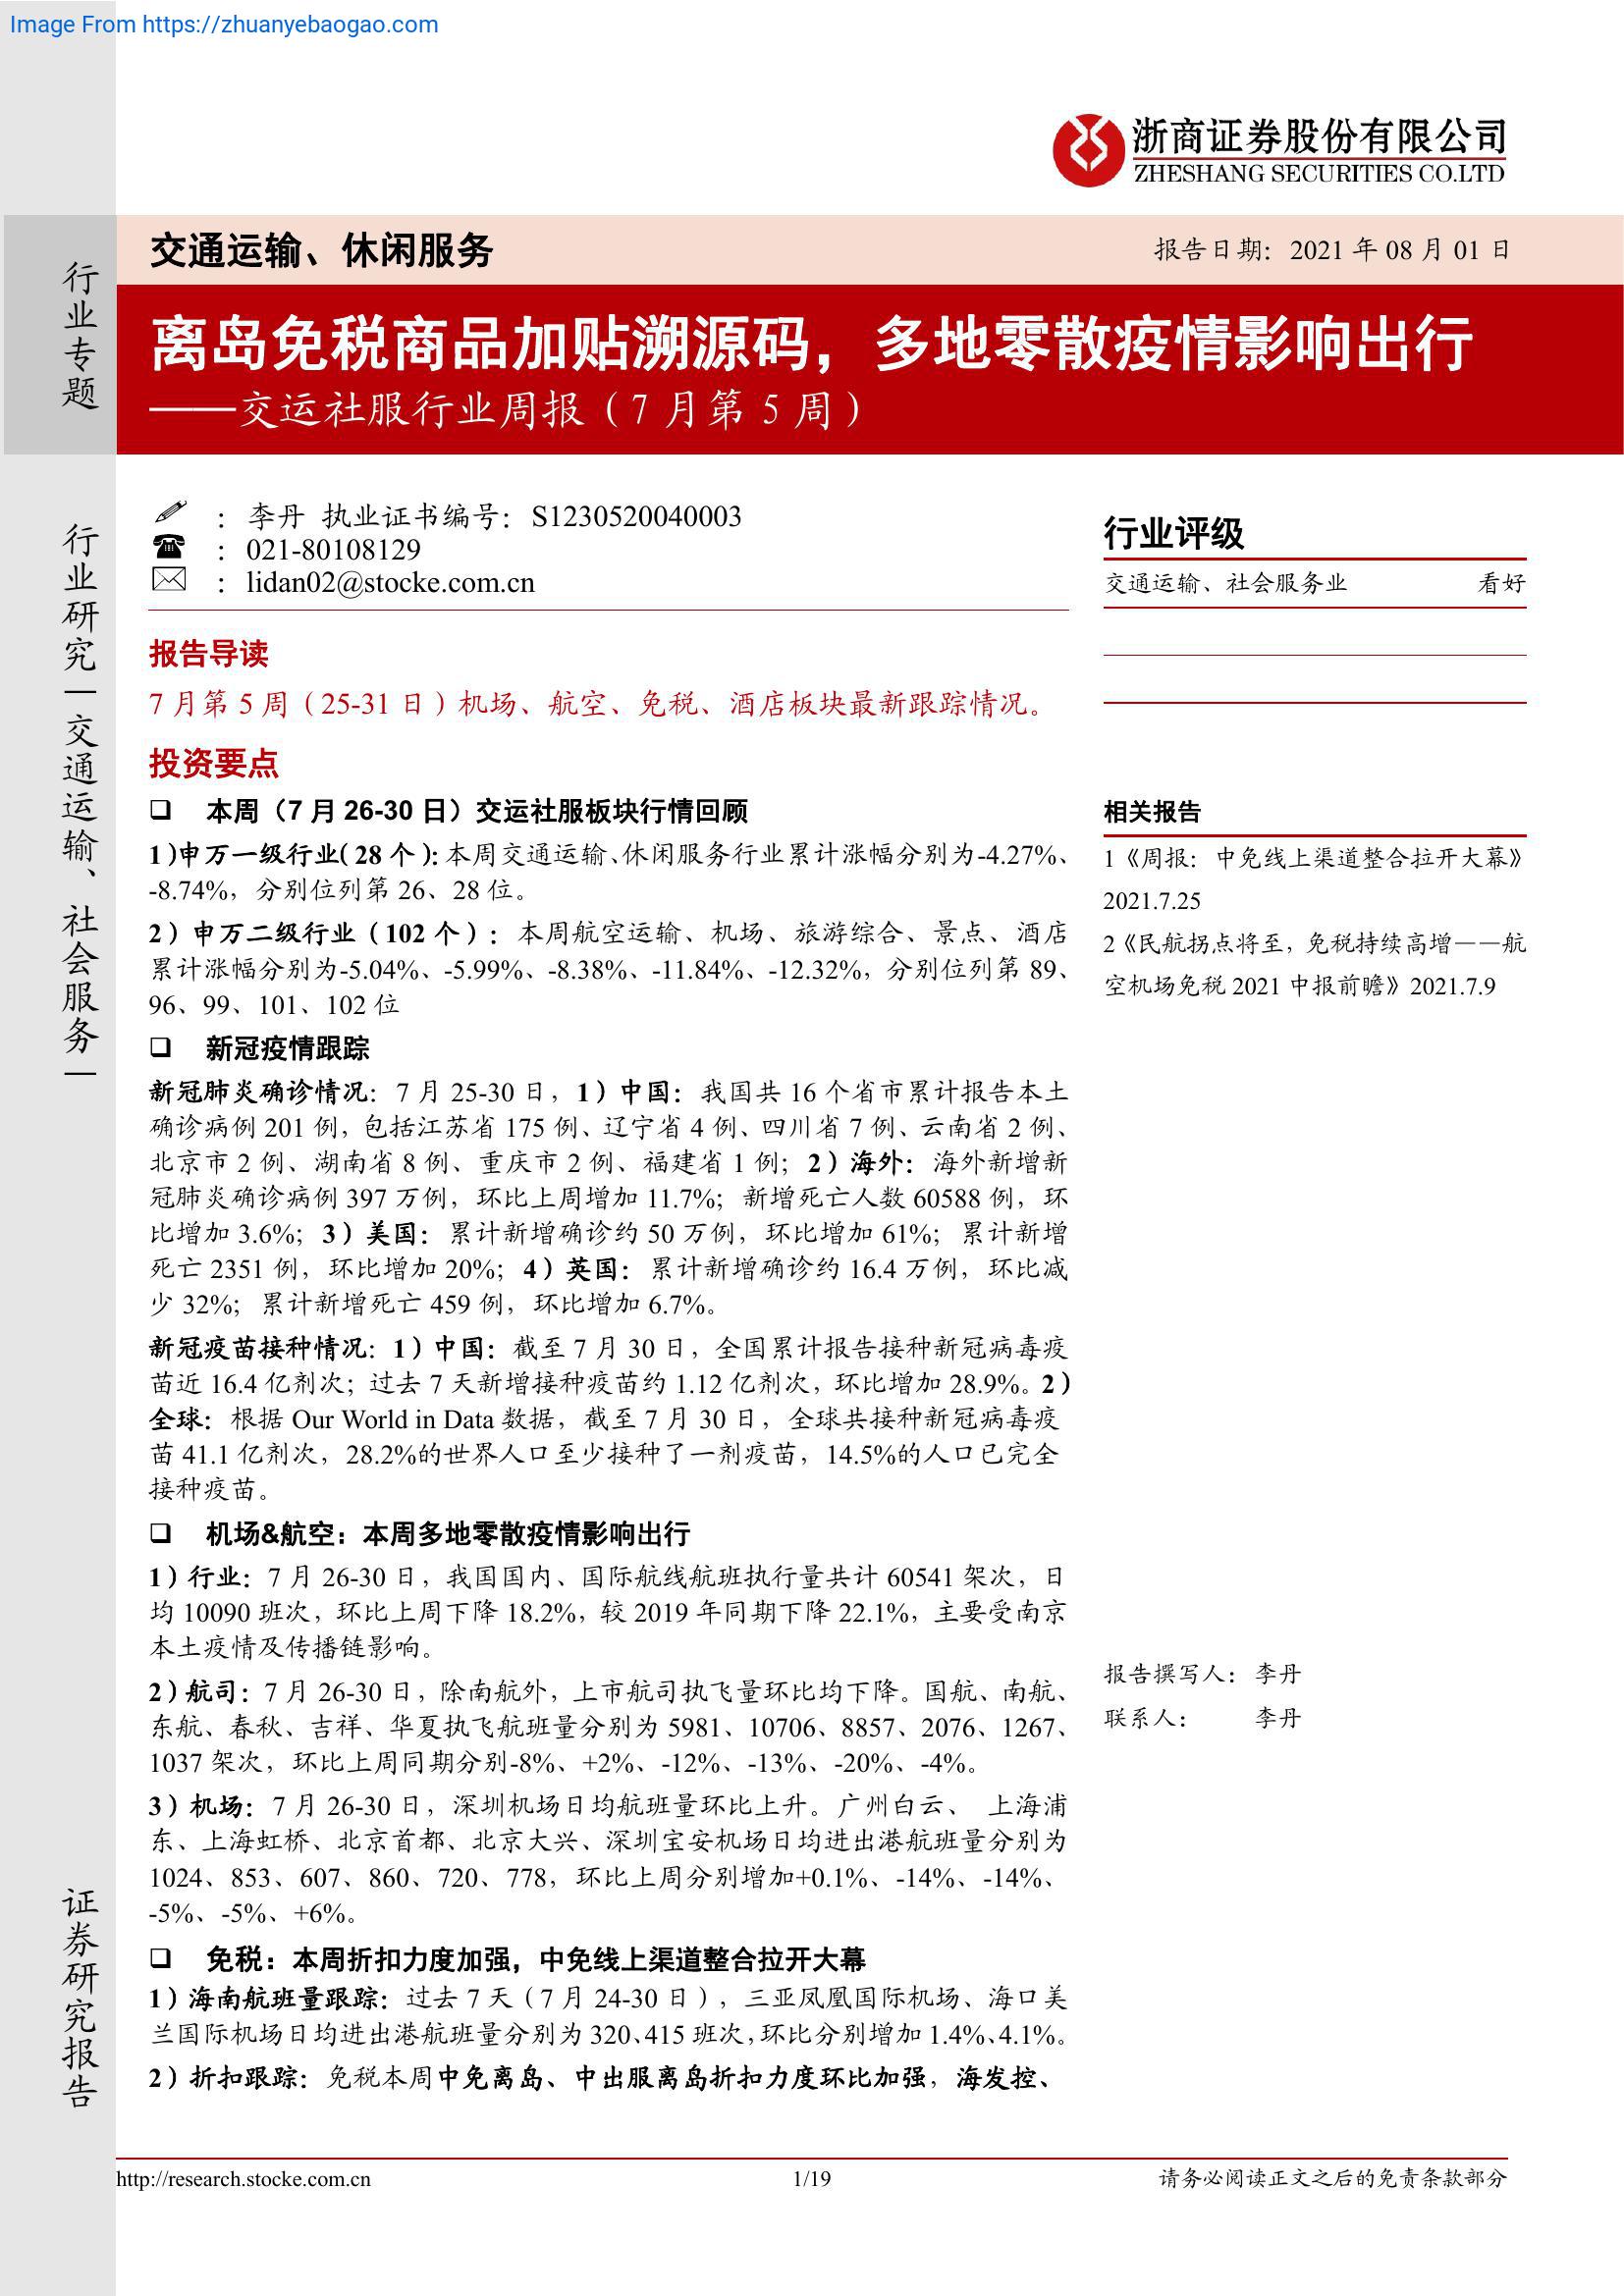 Image From https://zhuanyebaogao.com
浙商证券股份有限公司
ZHESHANG SECURITIES CO.LTD
行业专题
交通运输、休闲服务
报告日期：2021 年 08 月 01 日
离岛免税商品加贴溯源码，多地零散疫情影响出行
——交运社服行业周报（7 月第 5 周）
行业研究|交通运输、社会服务|
证券研究报告
：李丹 执业证书编号：S1230520040003
：021-80108129
：lidan02@stocke.com.cn
报告导读
7 月第 5 周（25-31 日）机场、航空、免税、酒店板块最新跟踪情况。
投资要点
❑ 本周（7 月 26-30 日）交运社服板块行情回顾
1)申万一级行业(28 个)：本周交通运输、休闲服务行业累计涨幅分别为-4.27%、
-8.74%，分别位列第 26、28 位。
2）申万二级行业（102 个）：本周航空运输、机场、旅游综合、景点、酒店
累计涨幅分别为-5.04%、-5.99%、-8.38%、-11.84%、-12.32%，分别位列第 89、
96、99、101、102 位
❑ 新冠疫情跟踪
新冠肺炎确诊情况：7 月 25-30 日，1）中国：我国共 16 个省市累计报告本土
确诊病例 201 例，包括江苏省 175 例、辽宁省 4 例、四川省 7 例、云南省 2 例、
北京市 2 例、湖南省 8 例、重庆市 2 例、福建省 1 例；2）海外：海外新增新
冠肺炎确诊病例 397 万例，环比上周增加 11.7%；新增死亡人数 60588 例，环
比增加 3.6%；3）美国：累计新增确诊约 50 万例，环比增加 61%；累计新增
死亡 2351 例，环比增加 20%；4）英国：累计新增确诊约 16.4 万例，环比减
少 32%；累计新增死亡 459 例，环比增加 6.7%。
新冠疫苗接种情况：1）中国：截至 7 月 30 日，全国累计报告接种新冠病毒疫
苗近 16.4 亿剂次；过去 7 天新增接种疫苗约 1.12 亿剂次，环比增加 28.9%。2）
全球：根据 Our World in Data 数据，截至 7 月 30 日，全球共接种新冠病毒疫
苗 41.1 亿剂次，28.2%的世界人口至少接种了一剂疫苗，14.5%的人口已完全
接种疫苗。
❑ 机场&航空：本周多地零散疫情影响出行
1）行业：7 月 26-30 日，我国国内、国际航线航班执行量共计 60541 架次，日
均 10090 班次，环比上周下降 18.2%，较 2019 年同期下降 22.1%，主要受南京
本土疫情及传播链影响。
2）航司：7 月 26-30 日，除南航外，上市航司执飞量环比均下降。国航、南航、
东航、春秋、吉祥、华夏执飞航班量分别为 5981、10706、8857、2076、1267、
1037 架次，环比上周同期分别-8%、+2%、-12%、-13%、-20%、-4%。
3）机场：7 月 26-30 日，深圳机场日均航班量环比上升。广州白云、 上海浦
东、上海虹桥、北京首都、北京大兴、深圳宝安机场日均进出港航班量分别为
1024、853、607、860、720、778，环比上周分别增加+0.1%、-14%、-14%、
-5%、-5%、+6%。
❑ 免税：本周折扣力度加强，中免线上渠道整合拉开大幕
1）海南航班量跟踪：过去 7 天（7 月 24-30 日），三亚凤凰国际机场、海口美
兰国际机场日均进出港航班量分别为 320、415 班次，环比分别增加 1.4%、4.1%。
2）折扣跟踪：免税本周中免离岛、中出服离岛折扣力度环比加强，海发控、
行业评级
交通运输、社会服务业 看好
相关报告
1《周报：中免线上渠道整合拉开大幕》
2021.7.25
2《民航拐点将至，免税持续高增——航
空机场免税 2021 中报前瞻》2021.7.9
报告撰写人：李丹
联系人： 李丹
http://research.stocke.com.cn
1/19
请务必阅读正文之后的免责条款部分